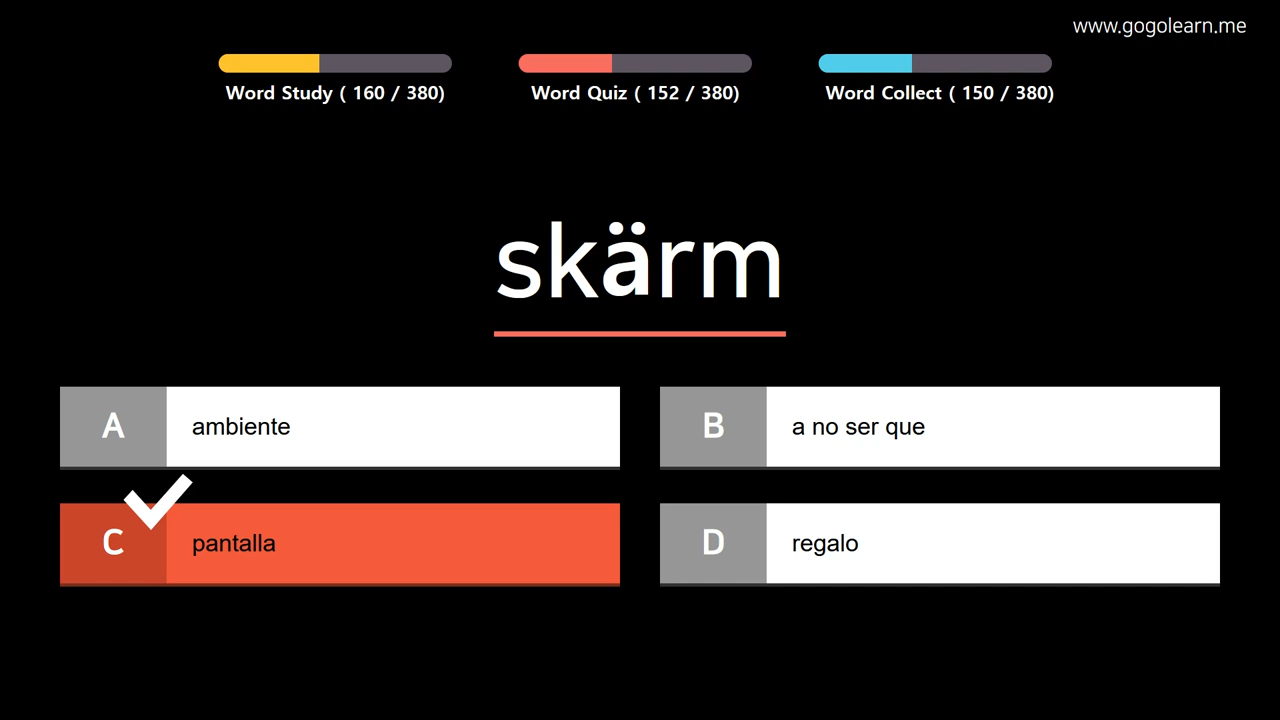 www.gogolearn.me
Word Study ( 160 / 380)
Word Quiz ( 152 / 380)
Word Collect ( 150 / 380)
skärm
A
ambiente
B
a no ser que
C
pantalla
D
regalo